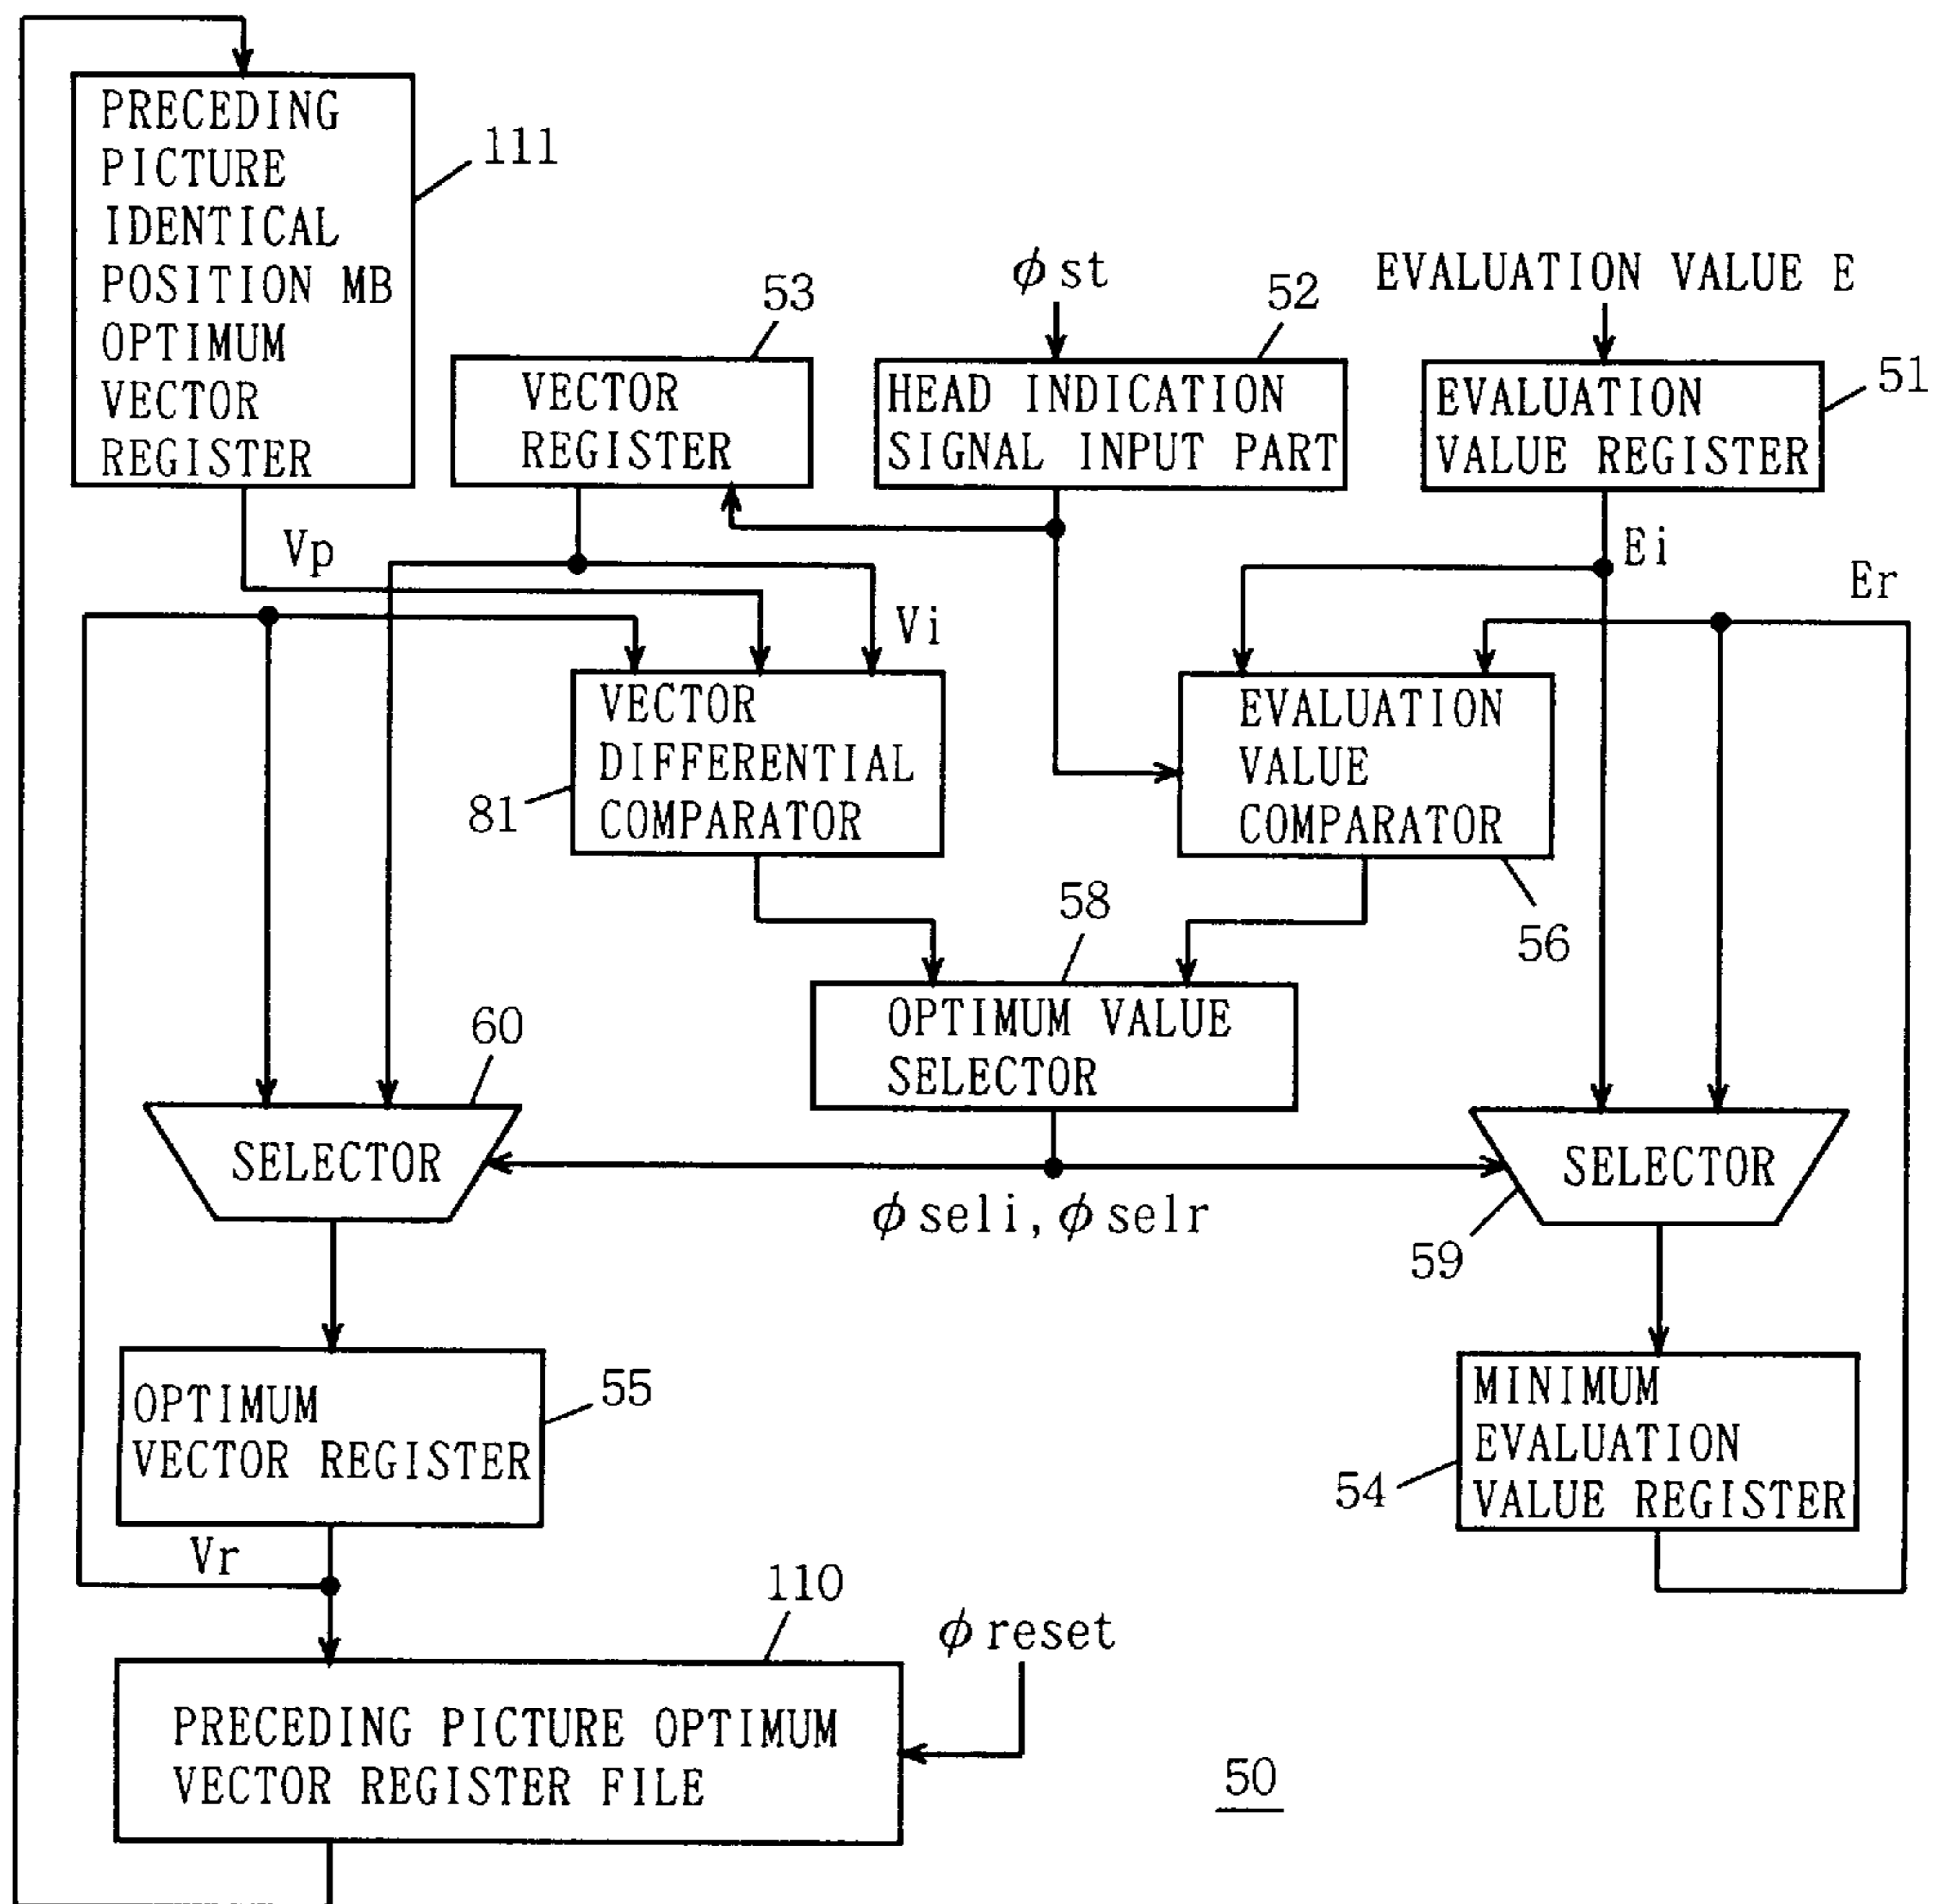 PRECEDING
PICTURE
IDENTICAL
POSITION MB
OPTIMUM
VECTOR
REGISTER
111
53
VECTOR
REGISTER
φst
52
HEAD INDICATION
SIGNAL INPUT PART
EVALUATION VALUE E
51
EVALUATION
VALUE REGISTER
Vp
Vi
Ei
Er
VECTOR
DIFFERENTIAL
COMPARATOR
81
EVALUATION
VALUE
COMPARATOR
56
58
OPTIMUM VALUE
SELECTOR
60
SELECTOR
φseli, φselr
SELECTOR
59
OPTIMUM
VECTOR REGISTER
55
MINIMUM
EVALUATION
VALUE REGISTER
54
Vr
110
φreset
PRECEDING PICTURE OPTIMUM
VECTOR REGISTER FILE
50